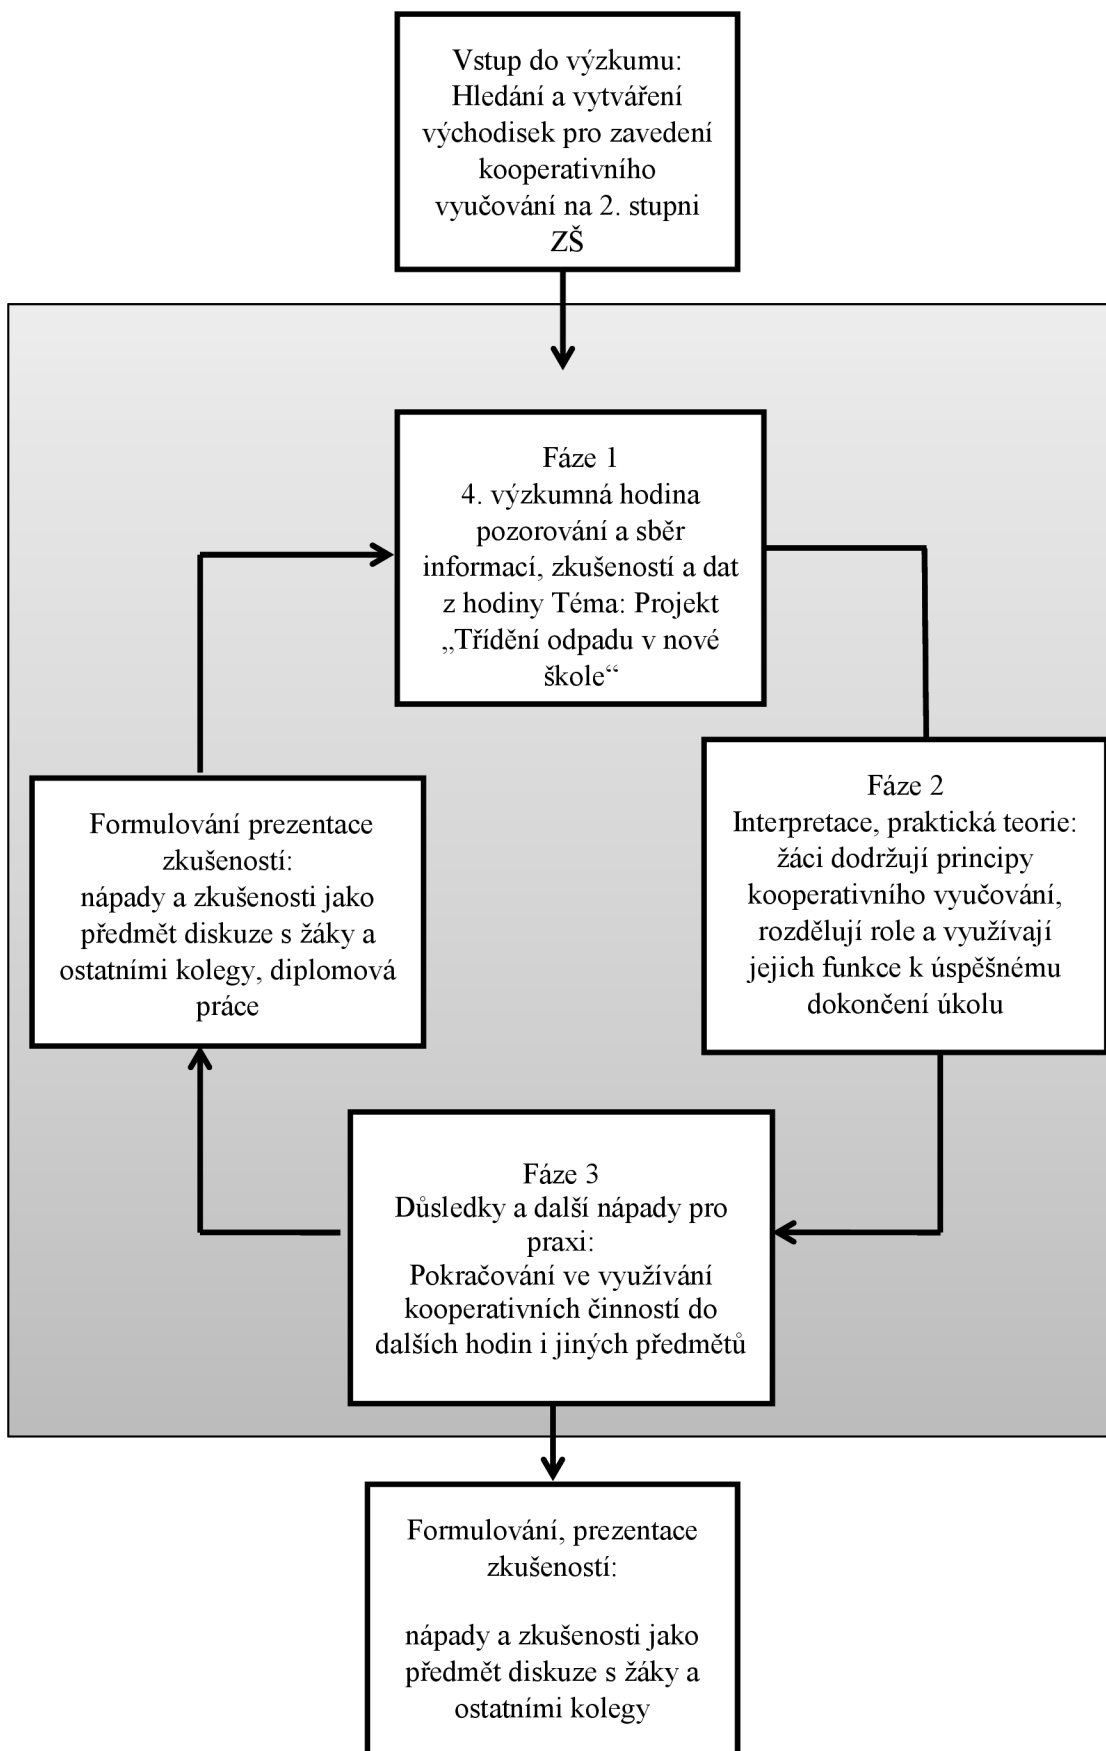 Vstup do výzkumu:
Hledání a vytváření
východisek pro zavedení
kooperativního
vyučování na 2. stupni
ZŠ
Fáze 1
4. výzkumná hodina
pozorování a sběr
informací, zkušeností a dat
z hodiny Téma: Projekt
„Třídění odpadu v nové
škole“
Fáze 2
Interpretace, praktická teorie:
žáci dodržují principy
kooperativního vyučování,
rozdělují role a využívají
jejich funkce k úspěšnému
dokončení úkolu
Formulování prezentace
zkušeností:
nápady a zkušenosti jako
předmět diskuze s žáky a
ostatními kolegy, diplomová
práce
Fáze 3
Důsledky a další nápady pro
praxi:
Pokračování ve využívání
kooperativních činností do
dalších hodin i jiných předmětů
Formulování, prezentace
zkušeností:
nápady a zkušenosti jako
předmět diskuze s žáky a
ostatními kolegy